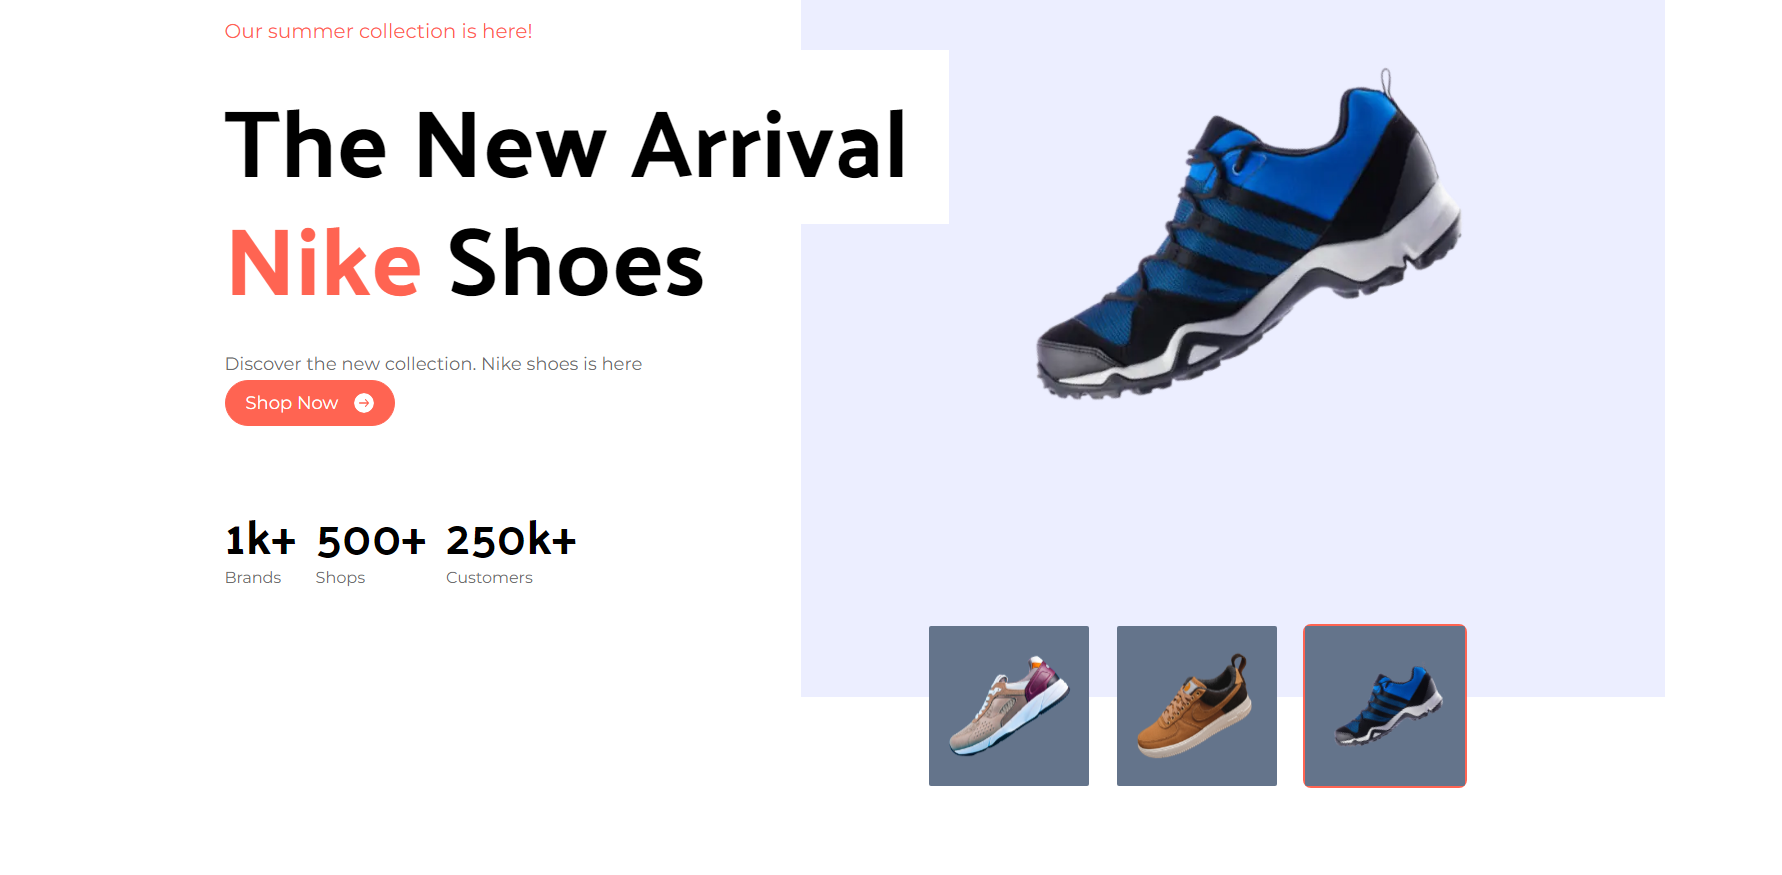 Our summer collection is here!
The New Arrival
Nike Shoes
Discover the new collection. Nike shoes is here
Shop Now
1k+ 500+ 250k+
Brands Shops Customers